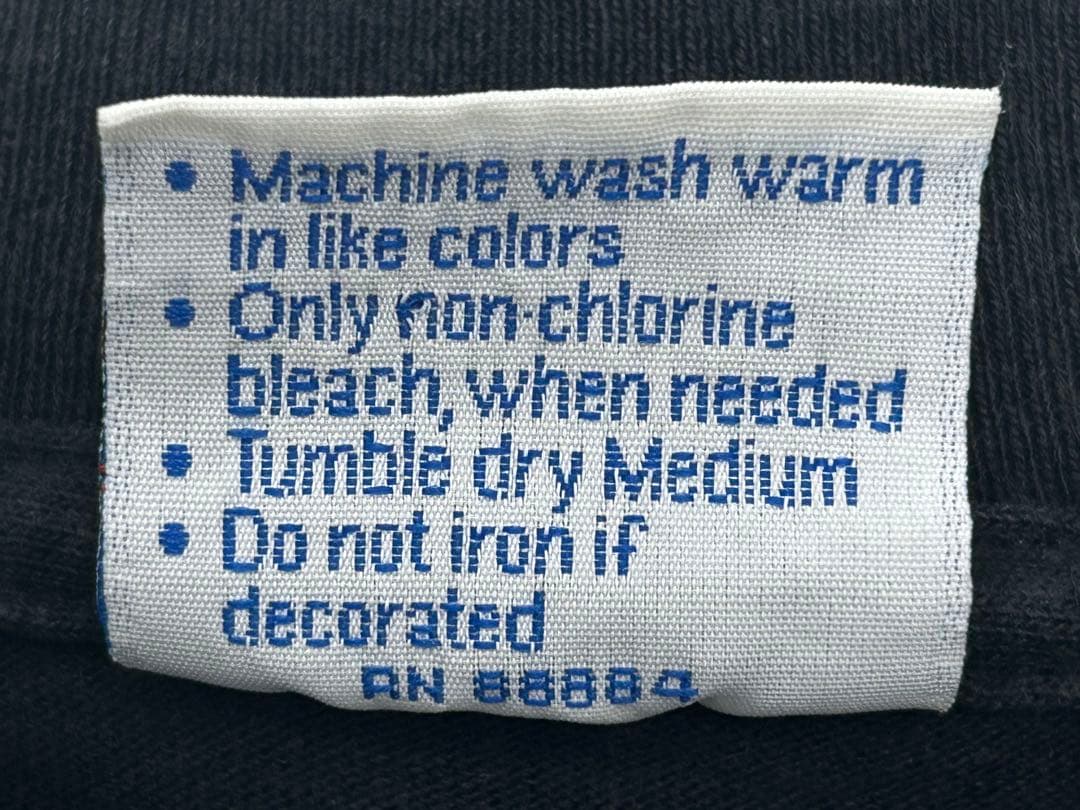 • Machine wash warm
in like colors
• Only non-chlorine
bleach, when needed
• Tumble dry Medium
• Do not iron if
decorated
RN